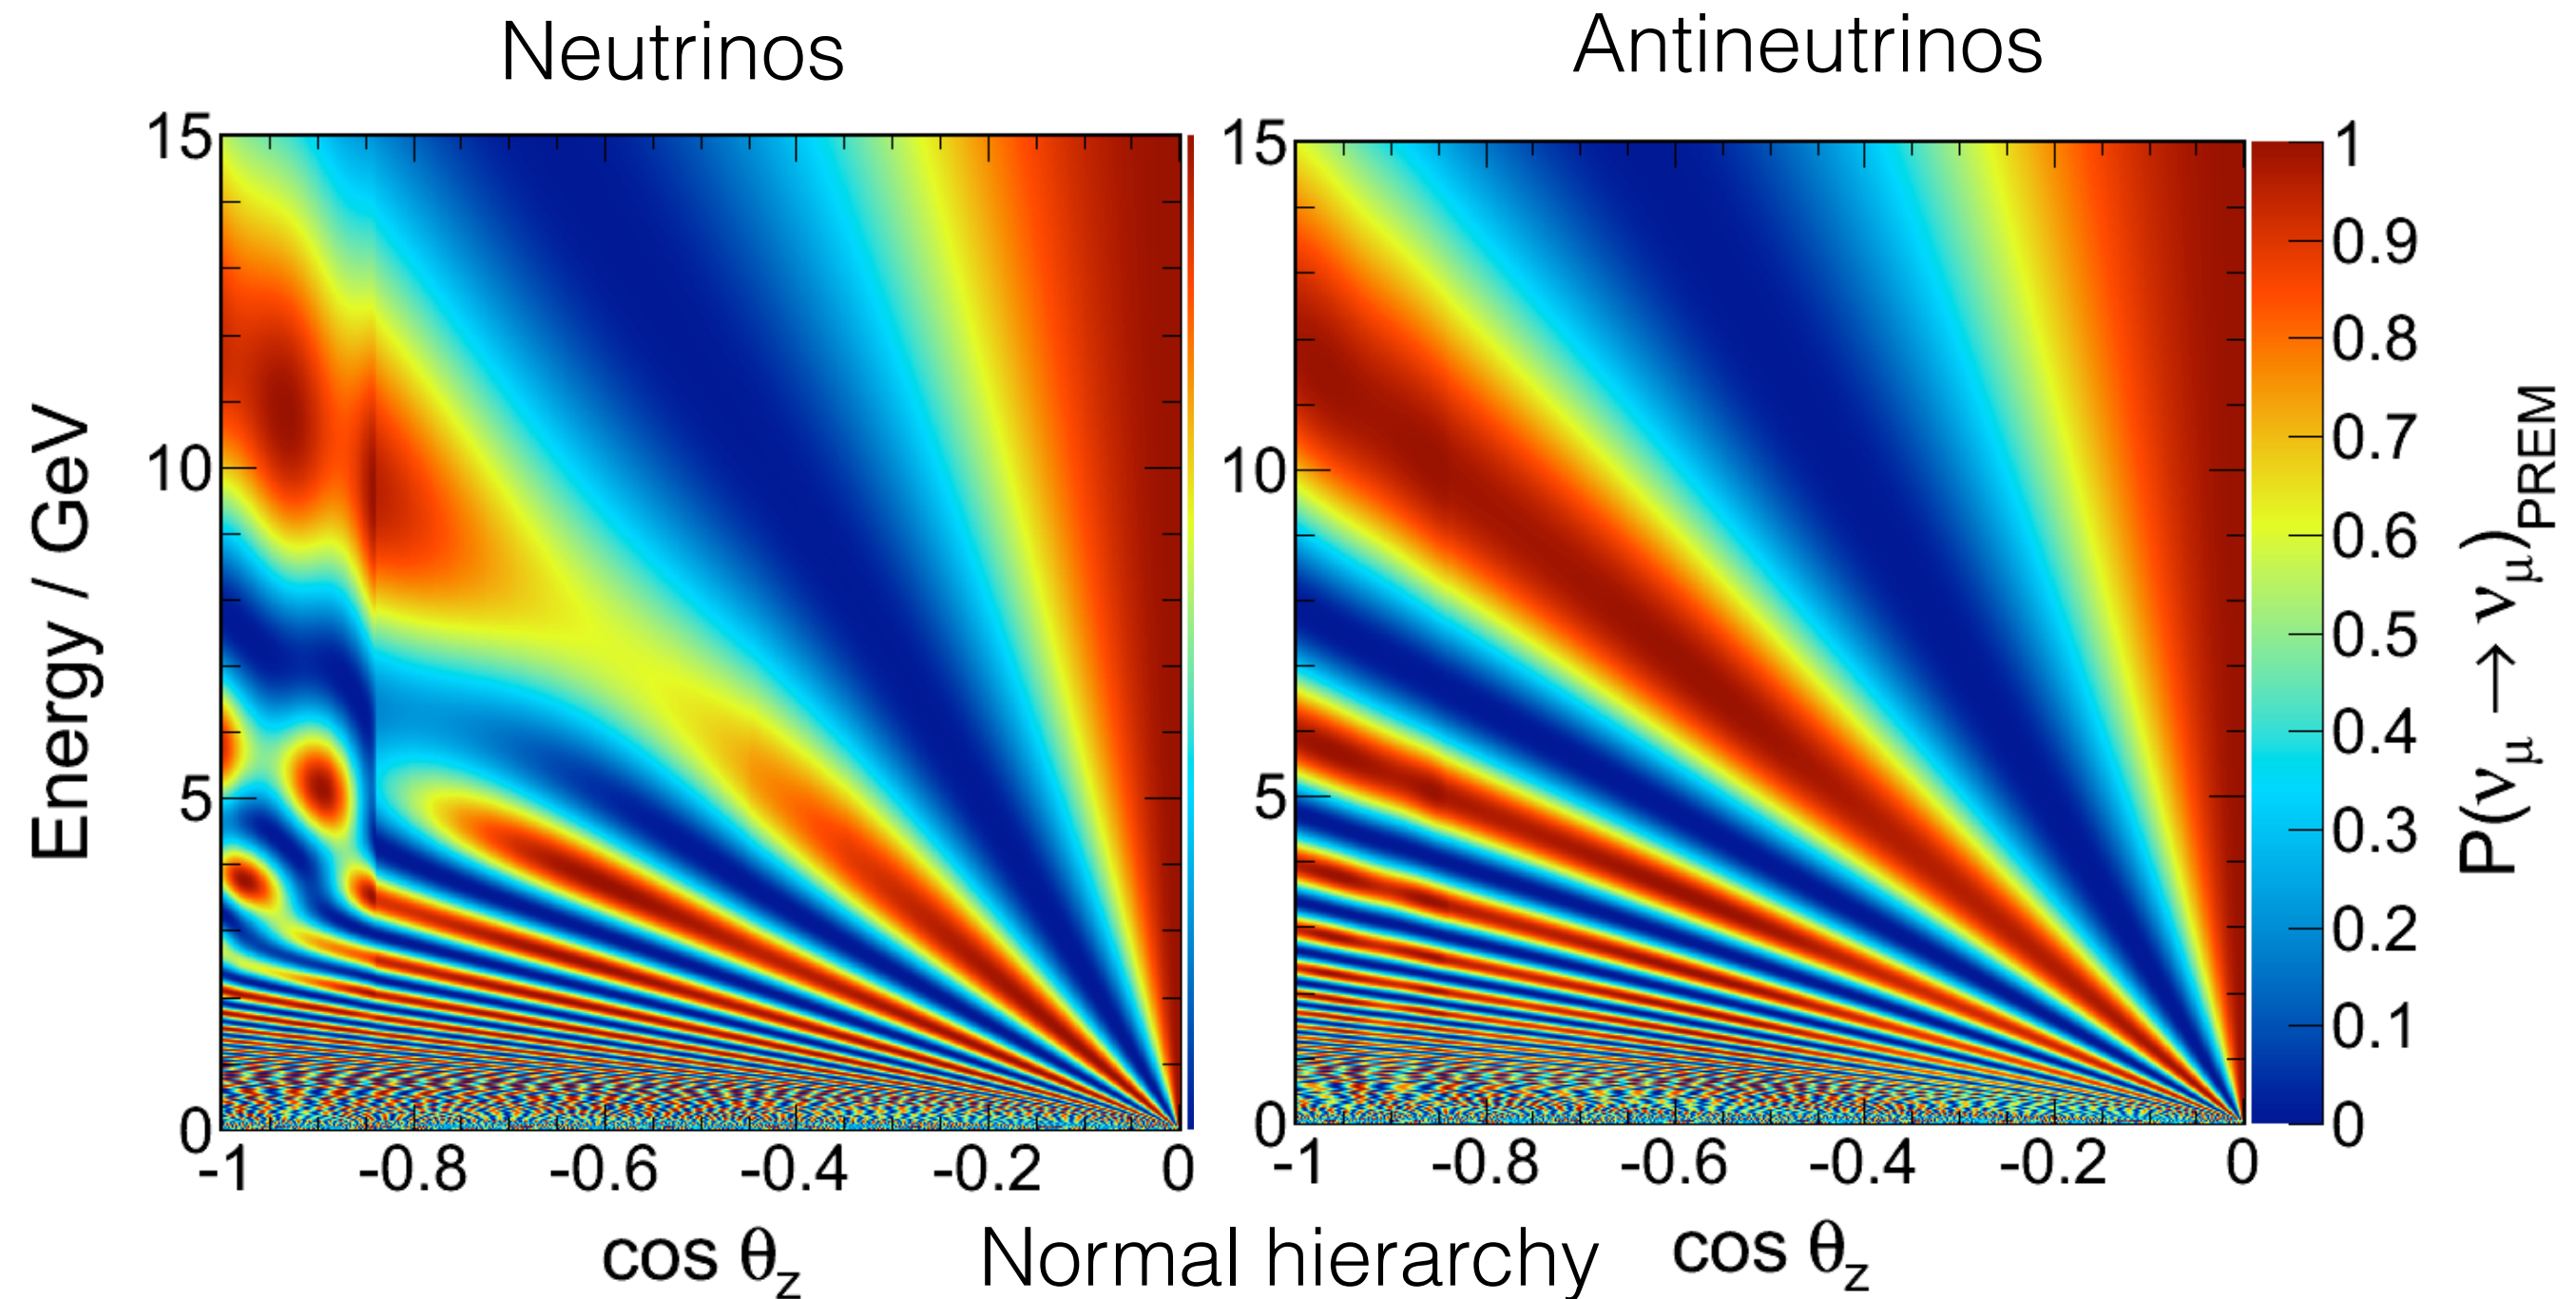 Neutrinos
Antineutrinos
Energy / GeV
15
10
5
0
-1 -0.8 -0.6 -0.4 -0.2 0
cos θz
15
10
5
0
-1 -0.8 -0.6 -0.4 -0.2 0
cos θz
1
0.9
0.8
0.7
0.6
0.5
0.4
0.3
0.2
0.1
0
P(νμ → νμ)PREM
Normal hierarchy